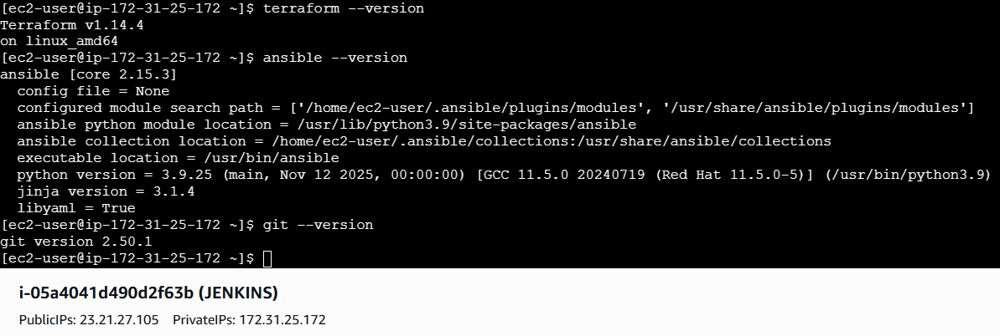 [ec2-user@ip-172-31-25-172 ~]$ terraform --version
Terraform v1.14.4
on linux_amd64
[ec2-user@ip-172-31-25-172 ~]$ ansible --version
ansible [core 2.15.3]
  config file = None
  configured module search path = ['/home/ec2-user/.ansible/plugins/modules', '/usr/share/ansible/plugins/modules']
  ansible python module location = /usr/lib/python3.9/site-packages/ansible
  ansible collection location = /home/ec2-user/.ansible/collections:/usr/share/ansible/collections
  executable location = /usr/bin/ansible
  python version = 3.9.25 (main, Nov 12 2025, 00:00:00) [GCC 11.5.0 20240719 (Red Hat 11.5.0-5)] (/usr/bin/python3.9)
  jinja version = 3.1.4
  libyaml = True
[ec2-user@ip-172-31-25-172 ~]$ git --version
git version 2.50.1
[ec2-user@ip-172-31-25-172 ~]$
i-05a4041d490d2f63b (JENKINS)
PublicIPs: 23.21.27.105 PrivateIPs: 172.31.25.172